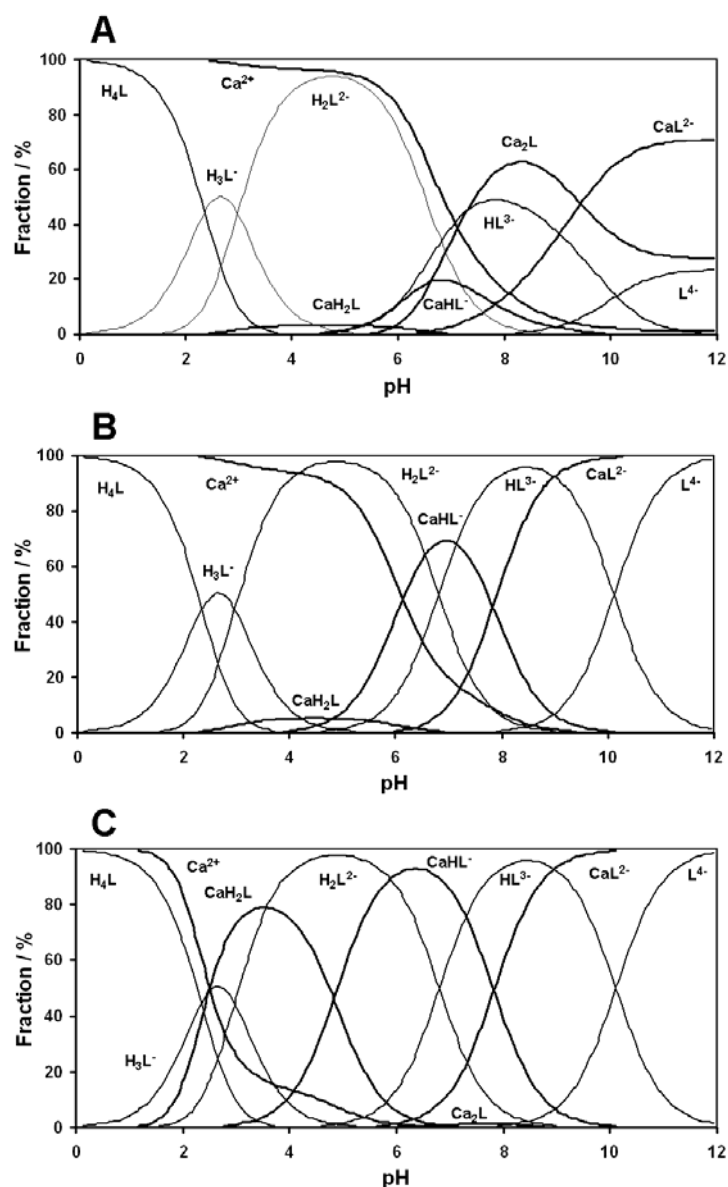 A
100
80
60
40
20
0
Fraction / %
H₄L
Ca²⁺
H₂L²⁻
Ca₂L
CaL²⁻
H₃L⁻
HL³⁻
CaH₂L
CaHL⁻
L⁴⁻
0 2 4 6 8 10 12
pH
B
100
80
60
40
20
0
Fraction / %
H₄L
Ca²⁺
H₂L²⁻
CaHL⁻
HL³⁻
CaL²⁻
L⁴⁻
H₃L⁻
CaH₂L
0 2 4 6 8 10 12
pH
C
100
80
60
40
20
0
Fraction / %
H₄L
Ca²⁺
CaH₂L
H₂L²⁻
CaHL⁻
HL³⁻
CaL²⁻
L⁴⁻
H₃L⁻
Ca₂L
0 2 4 6 8 10 12
pH